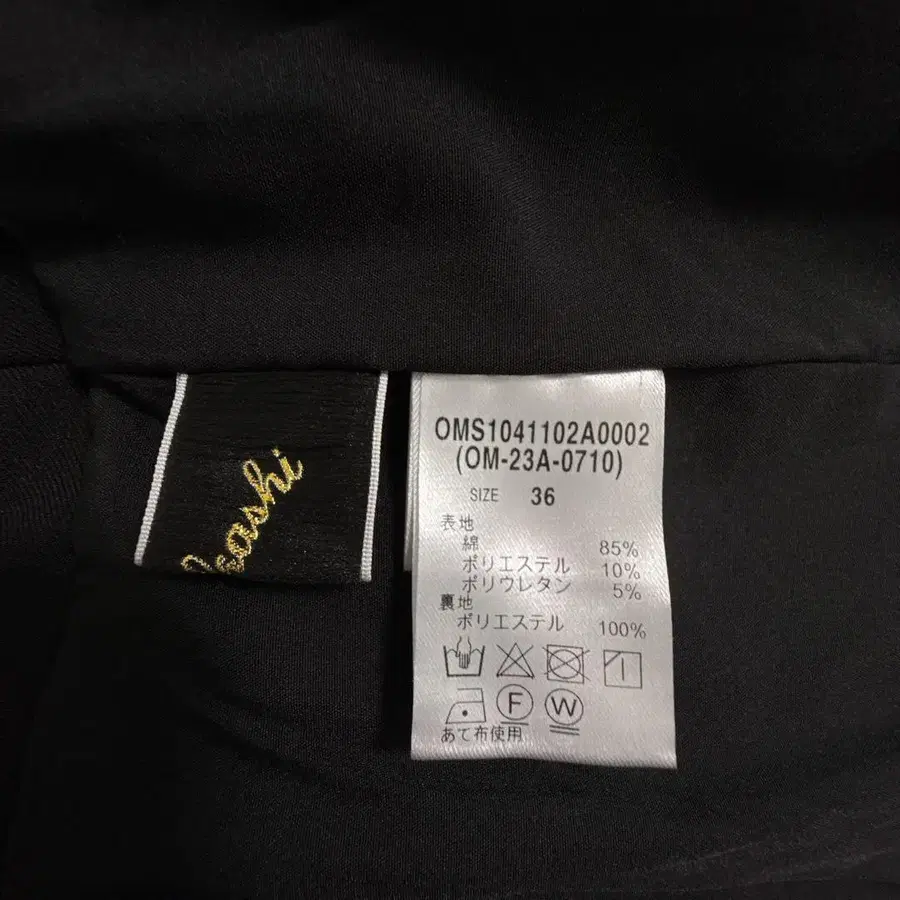 OMS1041102A0002
(OM-23A-0710)
SIZE 36
表地
綿 85%
ポリエステル 10%
ポリウレタン 5%
裏地
ポリエステル 100%
F W
あて布使用